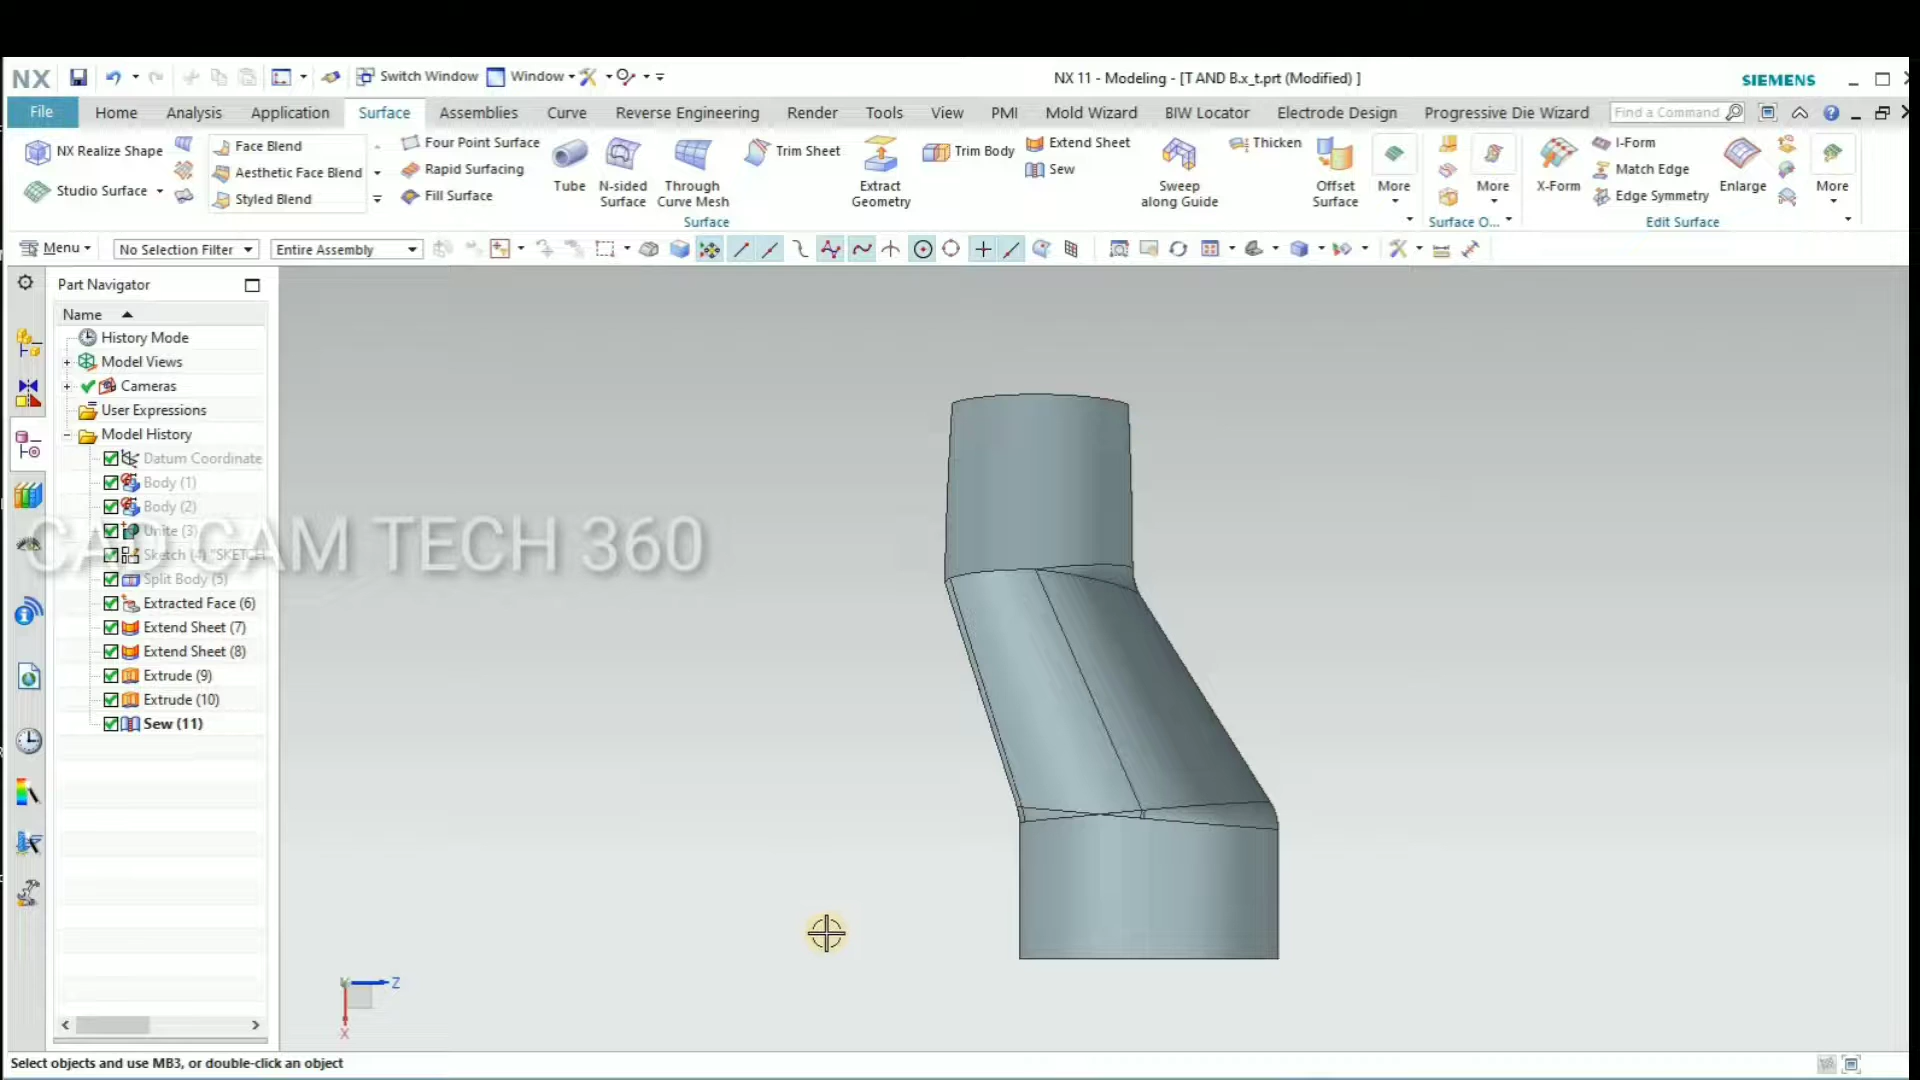 NX
Switch Window
Window
NX 11 - Modeling - [T AND B.x_t.prt (Modified) ]
SIEMENS
File
Home
Analysis
Application
Surface
Assemblies
Curve
Reverse Engineering
Render
Tools
View
PMI
Mold Wizard
BIW Locator
Electrode Design
Progressive Die Wizard
Find a Command
NX Realize Shape
Studio Surface
Face Blend
Aesthetic Face Blend
Styled Blend
Four Point Surface
Rapid Surfacing
Fill Surface
Tube
N-sided
Surface
Through
Curve Mesh
Trim Sheet
Extract
Geometry
Trim Body
Extend Sheet
Sew
Sweep
along Guide
Thicken
Offset
Surface
More
More
X-Form
I-Form
Match Edge
Edge Symmetry
Enlarge
More
Surface
Surface O...
Edit Surface
Menu
No Selection Filter
Entire Assembly
Part Navigator
Name
History Mode
Model Views
Cameras
User Expressions
Model History
Datum Coordinate
Body (1)
Body (2)
Unite (3)
Sketch (4) "SKETCH
Split Body (5)
Extracted Face (6)
Extend Sheet (7)
Extend Sheet (8)
Extrude (9)
Extrude (10)
Sew (11)
CAD CAM TECH 360
Z
X
Select objects and use MB3, or double-click an object